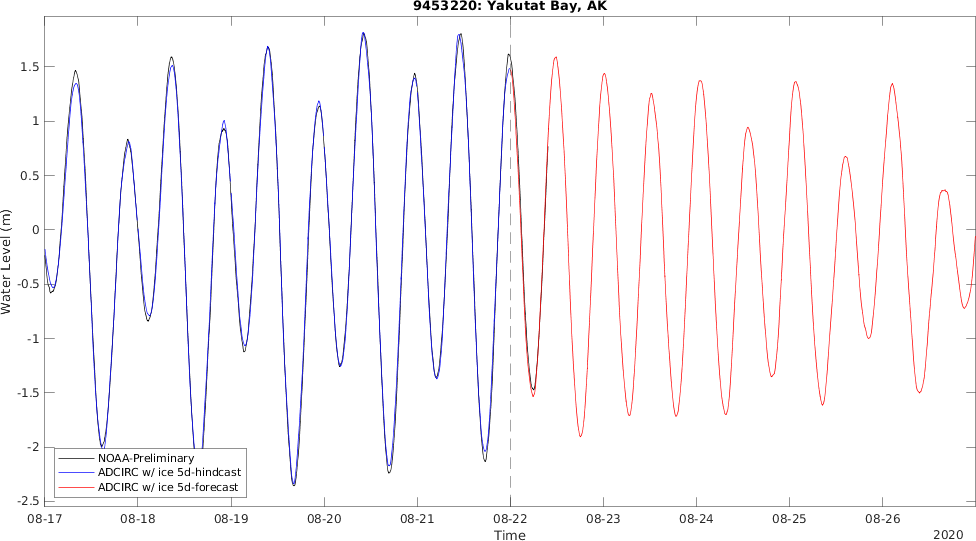 9453220: Yakutat Bay, AK
Water Level (m)
1.5
1
0.5
0
-0.5
-1
-1.5
-2
-2.5
NOAA-Preliminary
ADCIRC w/ ice 5d-hindcast
ADCIRC w/ ice 5d-forecast
08-17 08-18 08-19 08-20 08-21 08-22 08-23 08-24 08-25 08-26
Time
2020